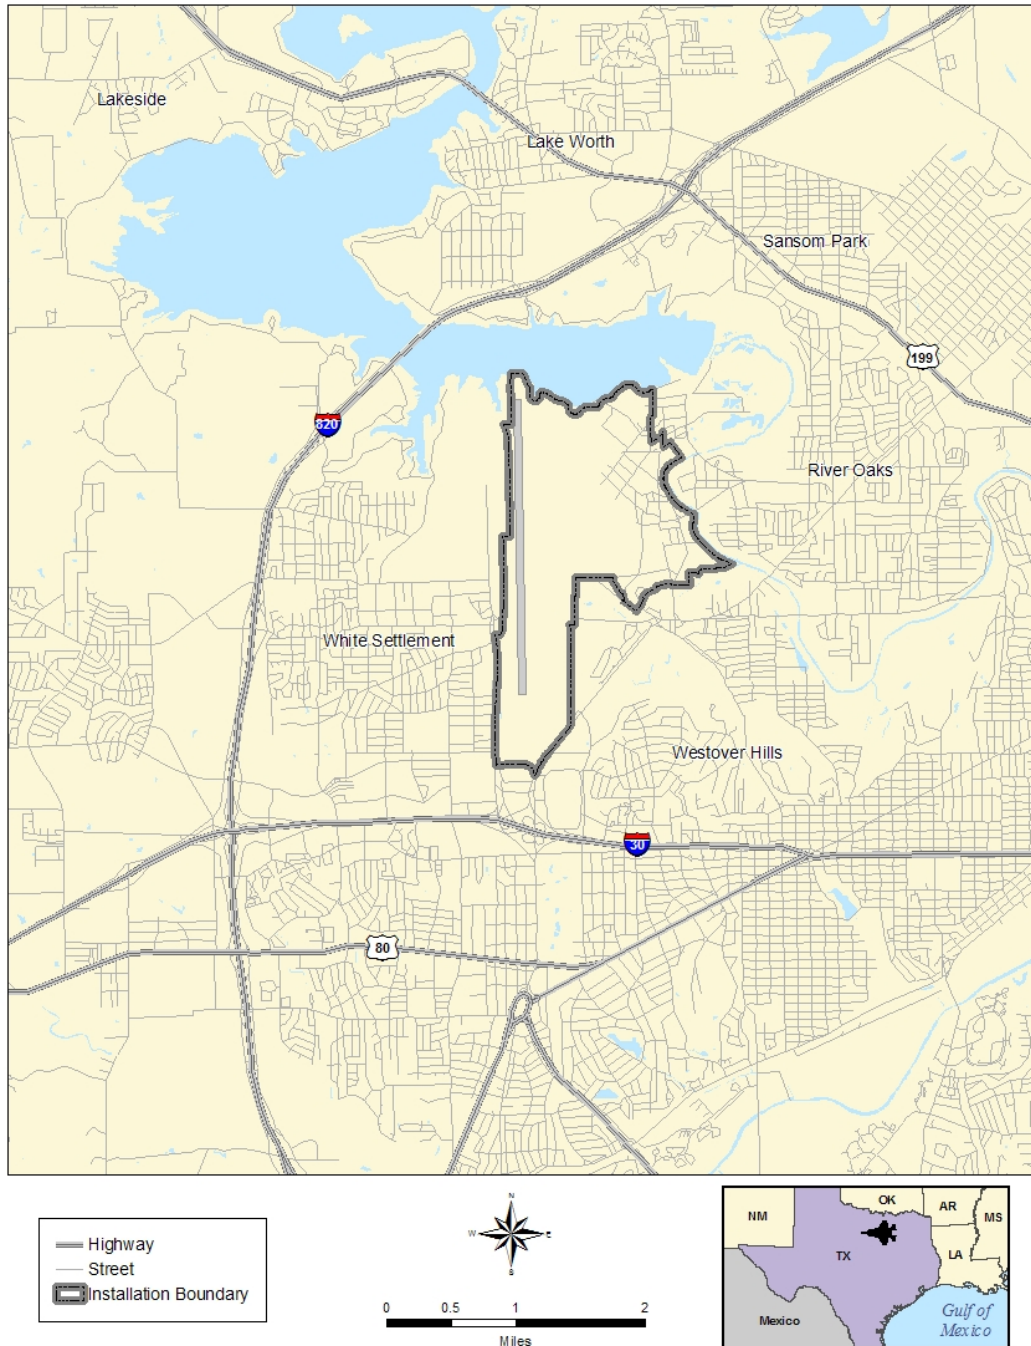 Lakeside
Lake Worth
Sansom Park
199
820
River Oaks
White Settlement
Westover Hills
30
80
Highway
Street
Installation Boundary
N
W
E
S
0 0.5 1 2
Miles
NM
OK
AR
MS
TX
LA
Mexico
Gulf of
Mexico